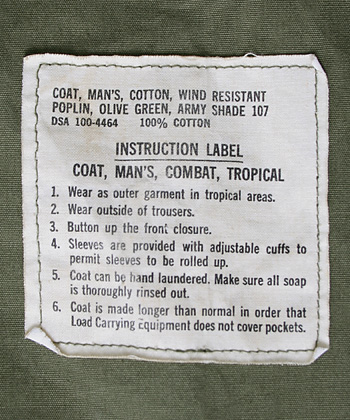 COAT, MAN'S, COTTON, WIND RESISTANT
POPLIN, OLIVE GREEN, ARMY SHADE 107
DSA 100-4464 100% COTTON
INSTRUCTION LABEL
COAT, MAN'S, COMBAT, TROPICAL
1. Wear as outer garment in tropical areas.
2. Wear outside of trousers.
3. Button up the front closure.
4. Sleeves are provided with adjustable cuffs to
permit sleeves to be rolled up.
5. Coat can be hand laundered. Make sure all soap
is thoroughly rinsed out.
6. Coat is made longer than normal in order that
Load Carrying Equipment does not cover pockets.